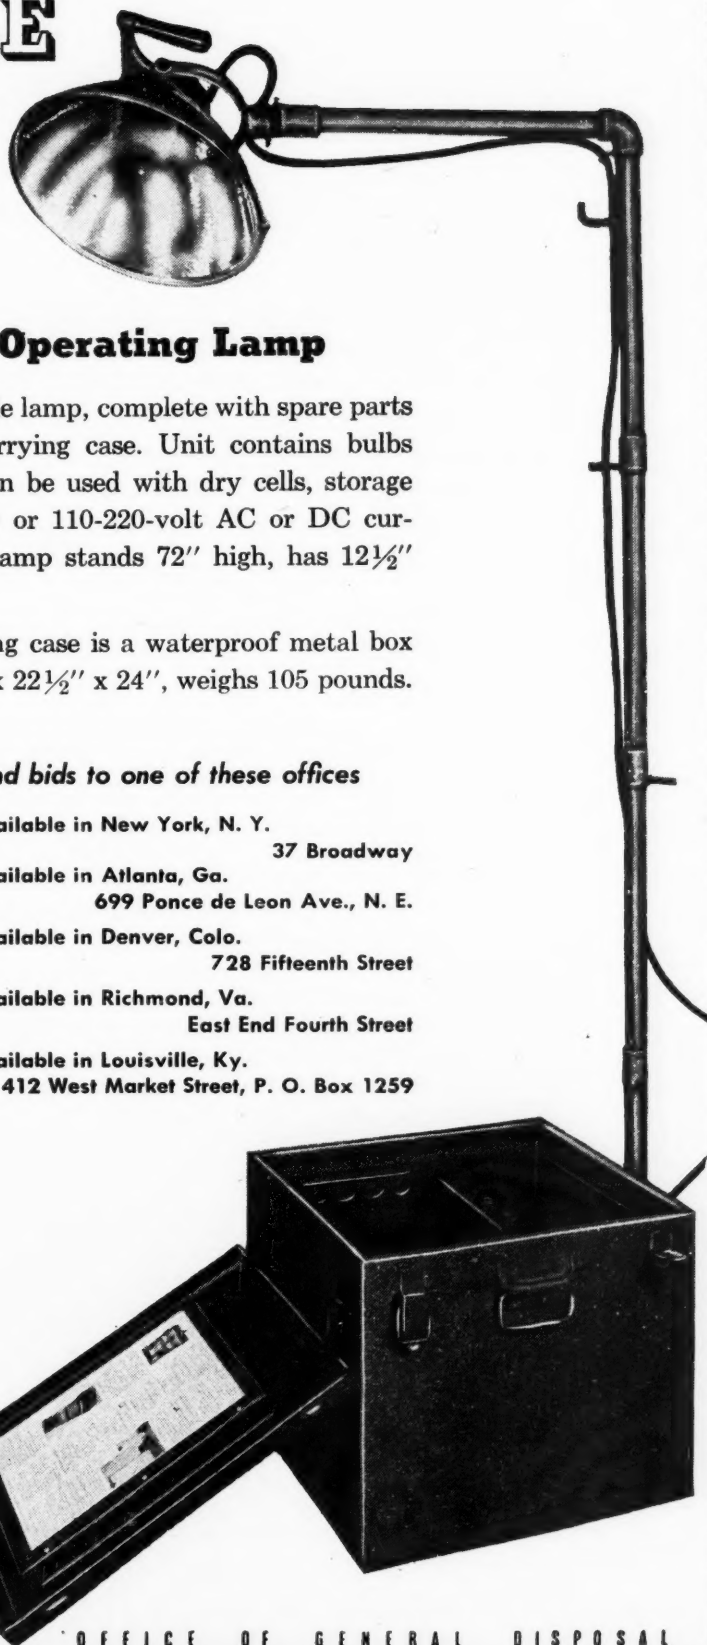 E
Operating Lamp
e lamp, complete with spare parts
rrying case. Unit contains bulbs
n be used with dry cells, storage
or 110-220-volt AC or DC cur-
amp stands 72" high, has 12½"
ng case is a waterproof metal box
x 22½" x 24", weighs 105 pounds.
nd bids to one of these offices
ailable in New York, N. Y.
37 Broadway
ailable in Atlanta, Ga.
699 Ponce de Leon Ave., N. E.
ailable in Denver, Colo.
728 Fifteenth Street
ailable in Richmond, Va.
East End Fourth Street
ailable in Louisville, Ky.
412 West Market Street, P. O. Box 1259
OFFICE OF GENERAL DISPOSAL